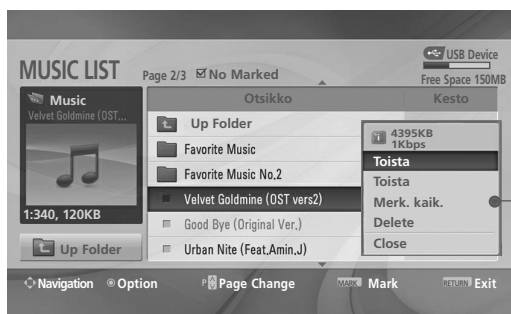 USB Device
MUSIC LIST
Page 2/3 ☑No Marked
Free Space 150MB
Music
Otsikko Kesto
Velvet Goldmine (OST...
Up Folder
Favorite Music
Favorite Music No.2
Velvet Goldmine (OST vers2)
Good Bye (Original Ver.)
Urban Nite (Feat.Amin.J)
4395KB
1Kbps
Toista
Toista
Merk. kaik.
Delete
Close
1:340, 120KB
Up Folder
Navigation
Option
P Page Change
MARK Mark
RETURN Exit